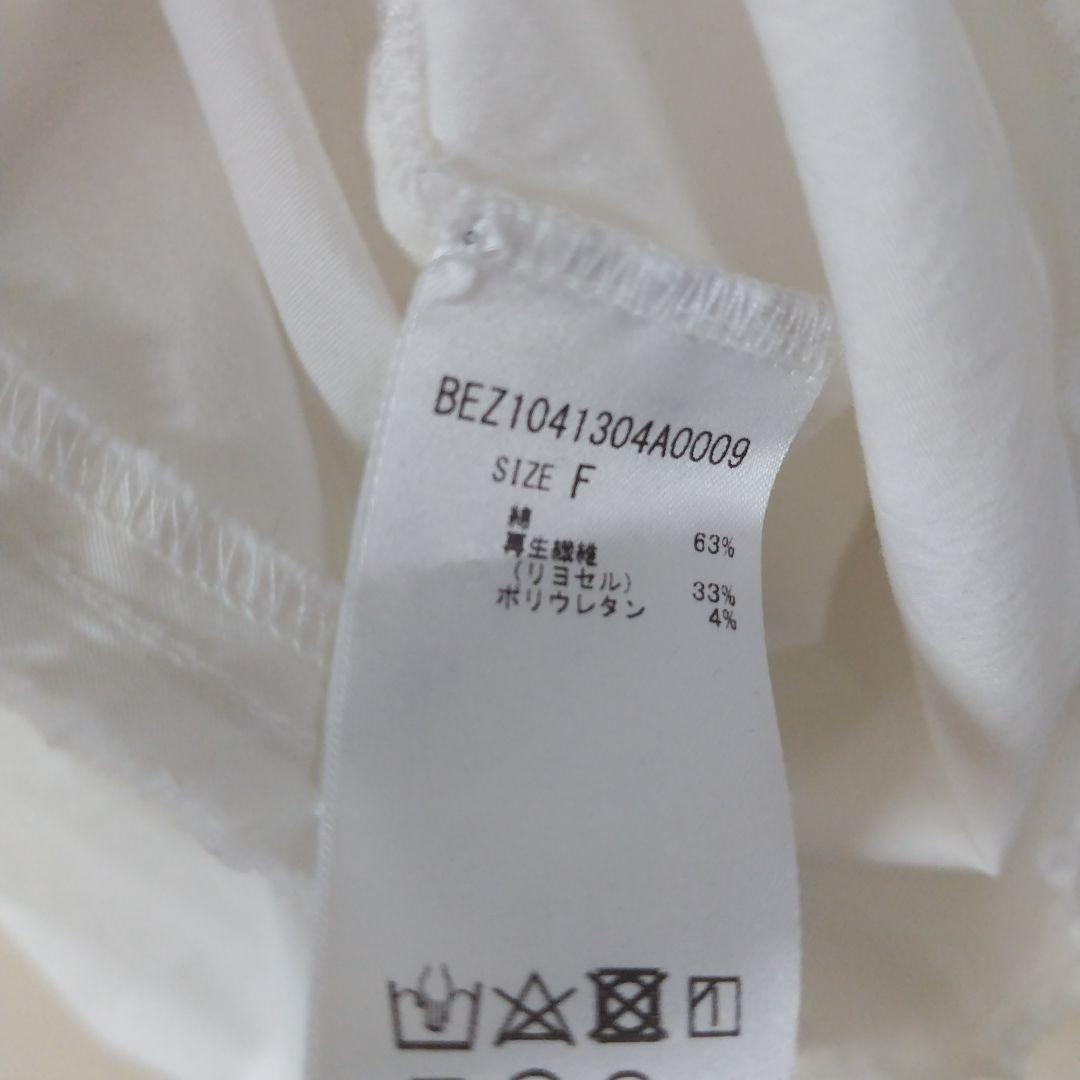 BEZ1041304A0009
SIZE F
綿 63%
再生繊維
(リヨセル) 33%
ポリウレタン 4%